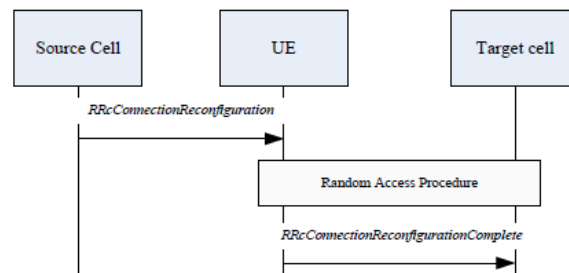 Source Cell
UE
Target cell
RRcConnectionReconfiguration
Random Access Procedure
RRcConnectionReconfigurationComplete